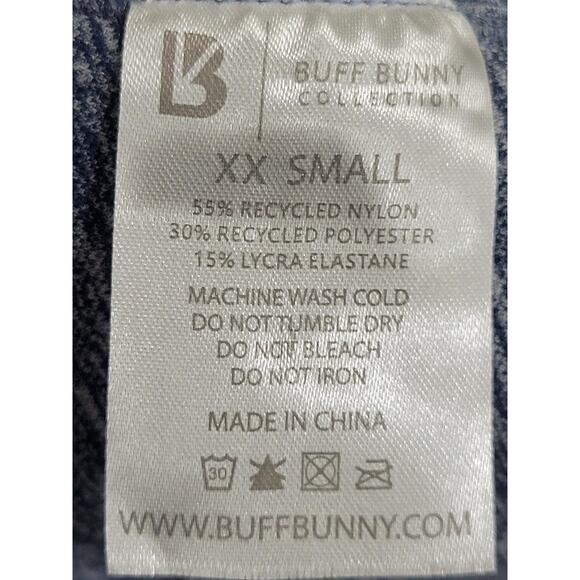 B
BUFF BUNNY
COLLECTION
XX SMALL
55% RECYCLED NYLON
30% RECYCLED POLYESTER
15% LYCRA ELASTANE
MACHINE WASH COLD
DO NOT TUMBLE DRY
DO NOT BLEACH
DO NOT IRON
MADE IN CHINA
30
WWW.BUFFBUNNY.COM